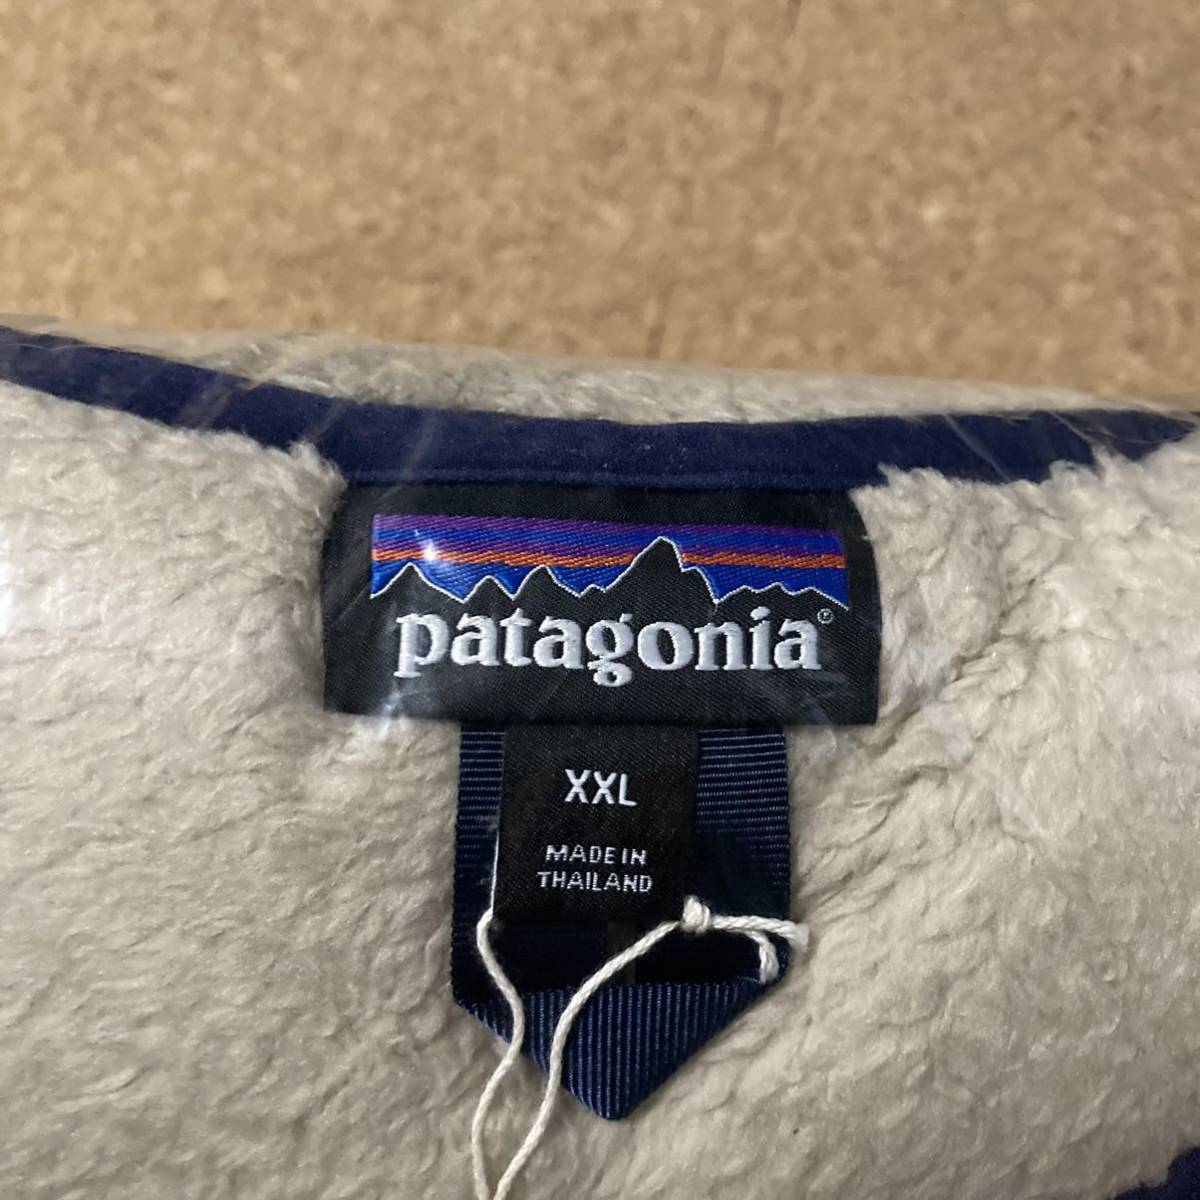 patagonia®
XXL
MADE IN
THAILAND